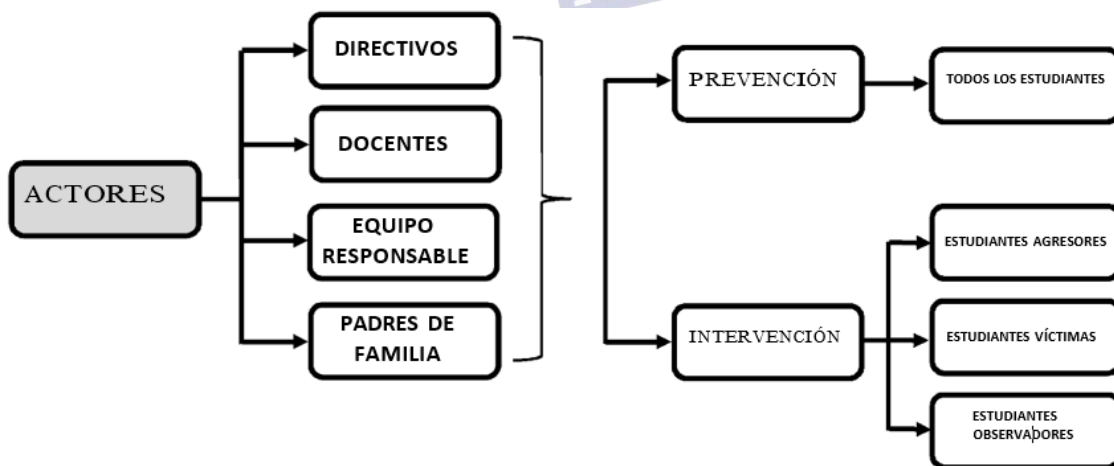 ACTORES
DIRECTIVOS
DOCENTES
EQUIPO
RESPONSABLE
PADRES DE
FAMILIA
PREVENCIÓN
TODOS LOS ESTUDIANTES
INTERVENCIÓN
ESTUDIANTES AGRESORES
ESTUDIANTES VÍCTIMAS
ESTUDIANTES
OBSERVADORES